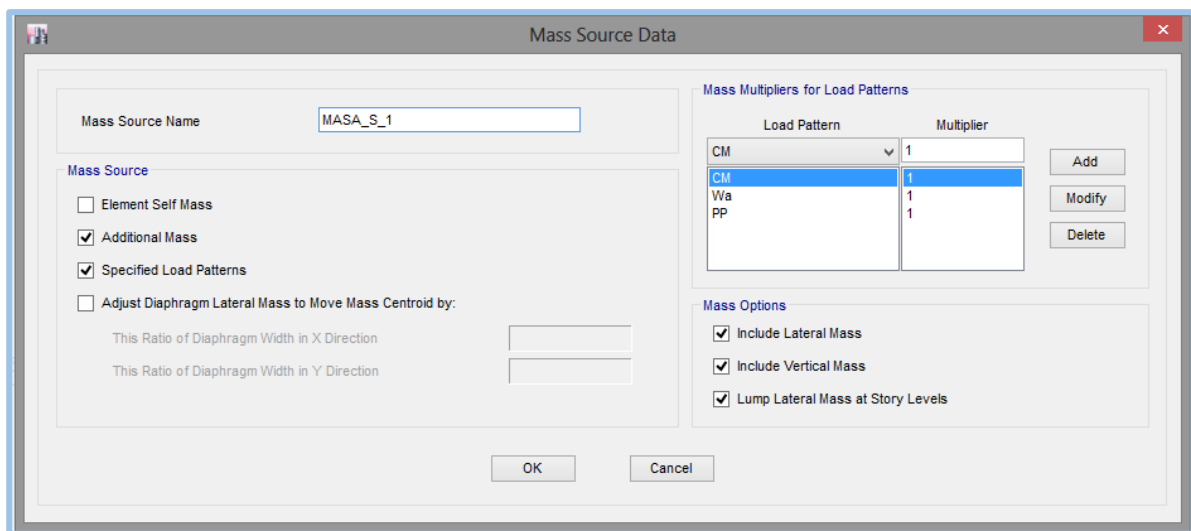 Mass Source Data
Mass Source Name MASA_S_1
Mass Source
Element Self Mass
Additional Mass
Specified Load Patterns
Adjust Diaphragm Lateral Mass to Move Mass Centroid by:
This Ratio of Diaphragm Width in X Direction
This Ratio of Diaphragm Width in Y Direction
Mass Multipliers for Load Patterns
Load Pattern Multiplier
CM 1
CM 1
Wa 1
PP 1
Add
Modify
Delete
Mass Options
Include Lateral Mass
Include Vertical Mass
Lump Lateral Mass at Story Levels
OK Cancel